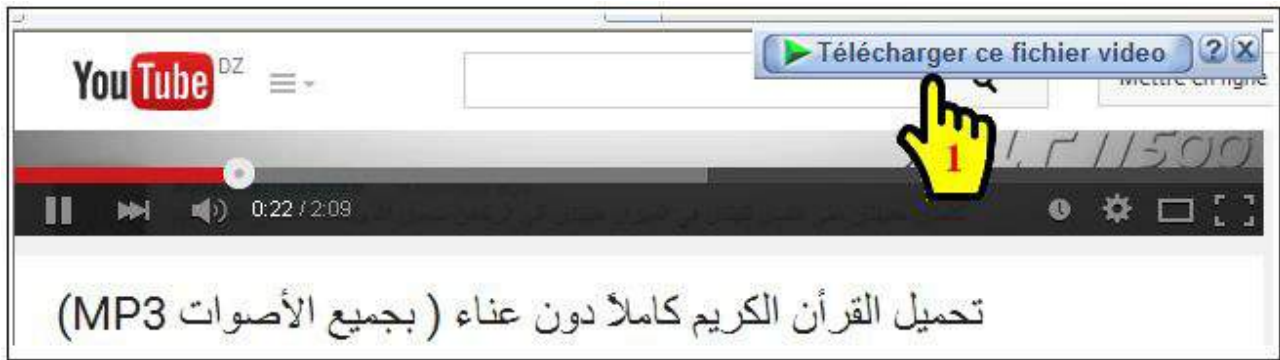 YouTube DZ
Télécharger ce fichier video ? X
Mettre en ligne
1
0:22 / 2:09
تحميل القرأن الكريم كاملاً دون عناء ( بجميع الأصوات MP3)